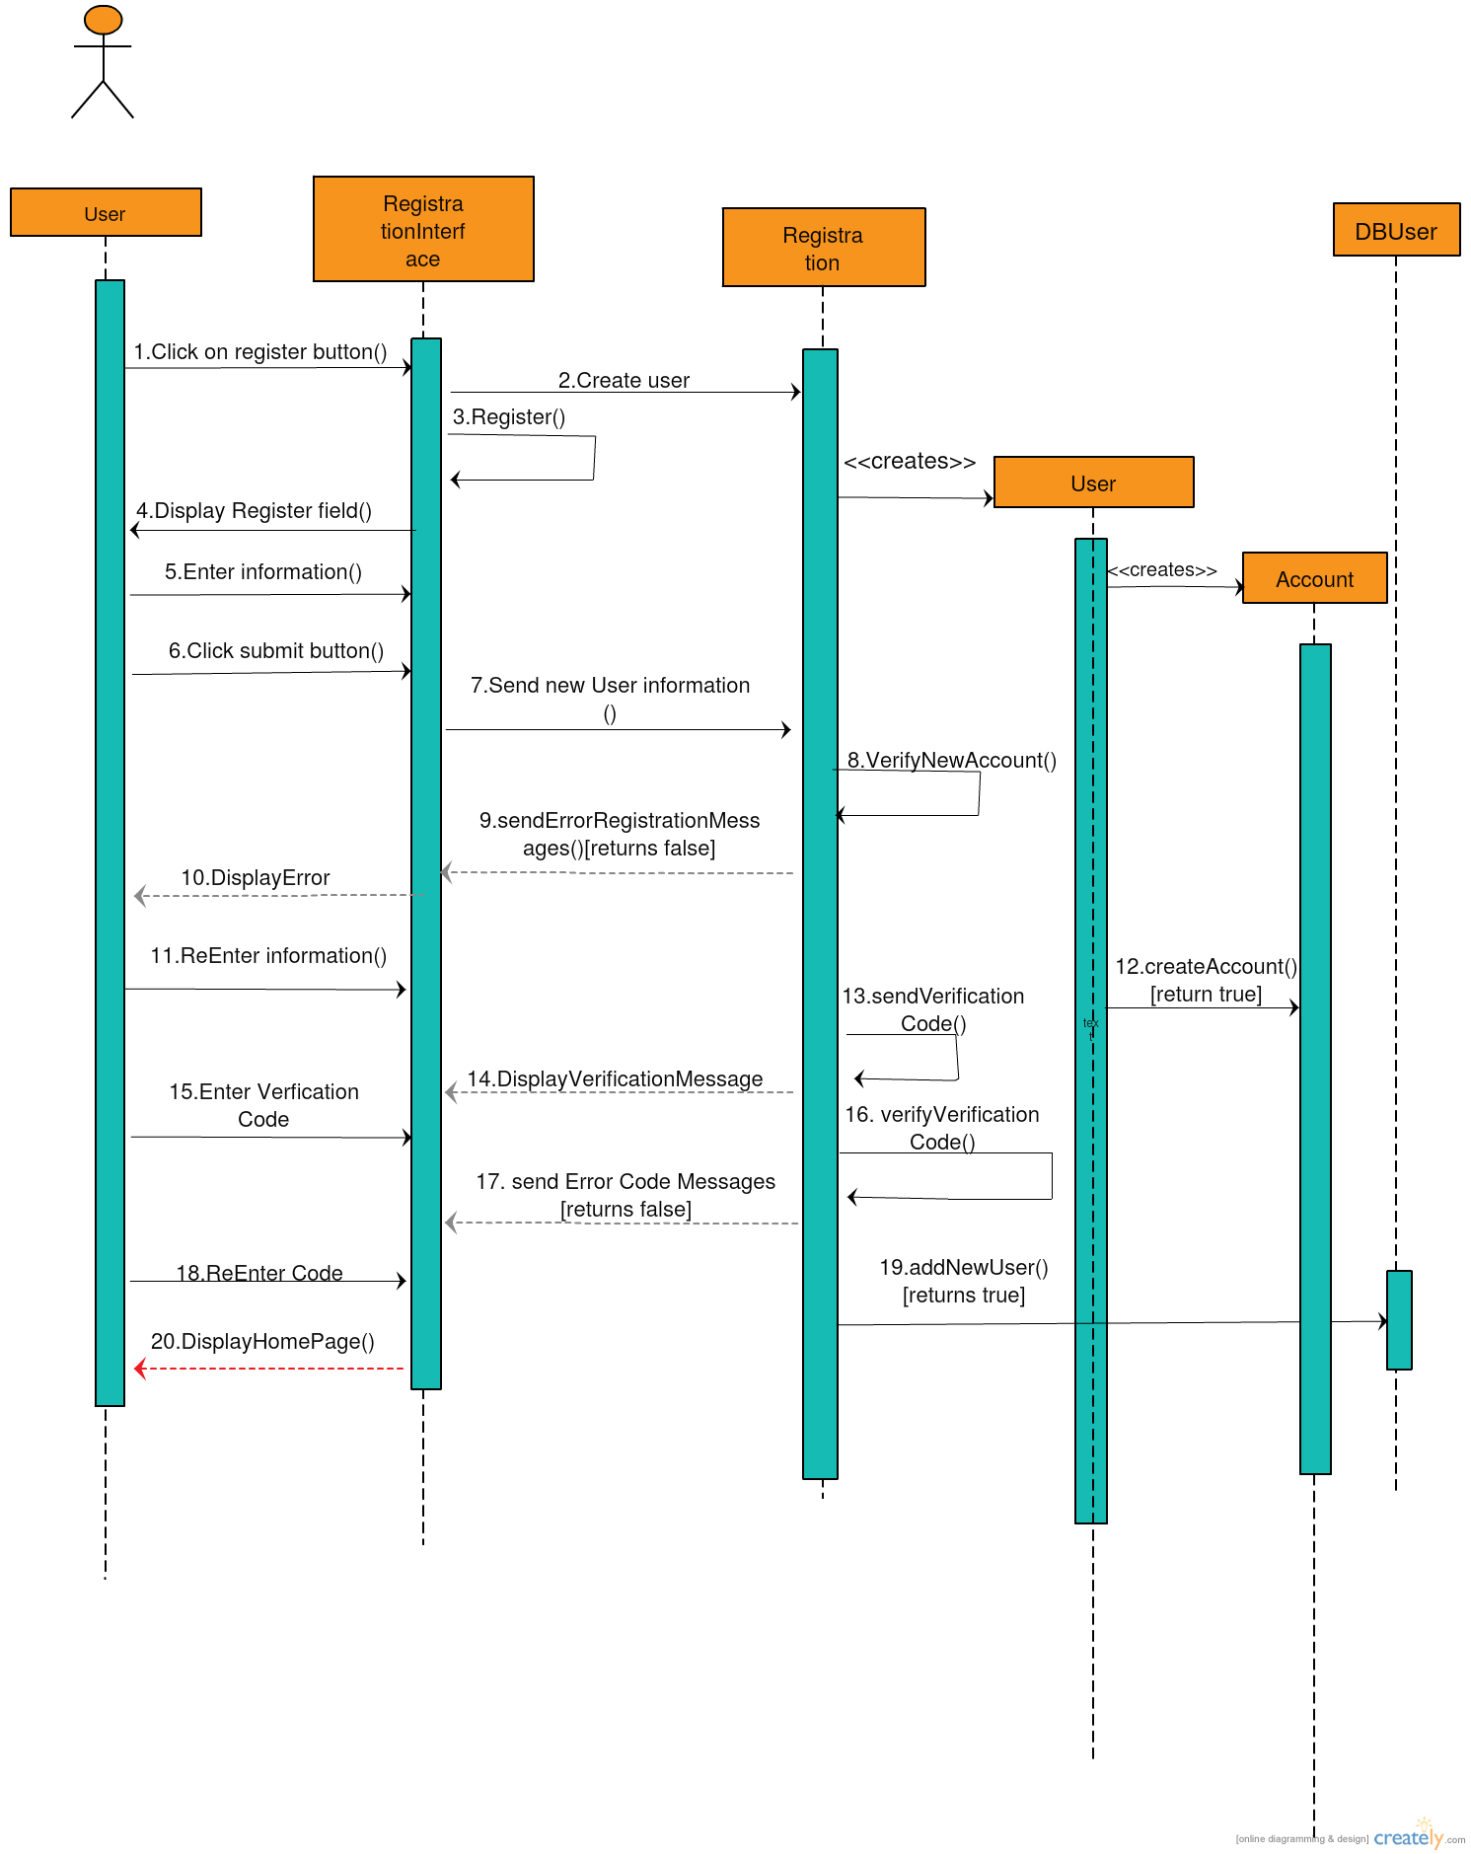 User
Registra
tionInterf
ace
Registra
tion
DBUser
1.Click on register button()
2.Create user
3.Register()
<<creates>>
User
4.Display Register field()
5.Enter information()
<<creates>>
Account
6.Click submit button()
7.Send new User information
()
8.VerifyNewAccount()
9.sendErrorRegistrationMess
ages()[returns false]
10.DisplayError
11.ReEnter information()
12.createAccount()
[return true]
13.sendVerification
Code()
tex
t
14.DisplayVerificationMessage
15.Enter Verfication
Code
16. verifyVerification
Code()
17. send Error Code Messages
[returns false]
18.ReEnter Code
19.addNewUser()
[returns true]
20.DisplayHomePage()
[online diagramming & design] creately.com